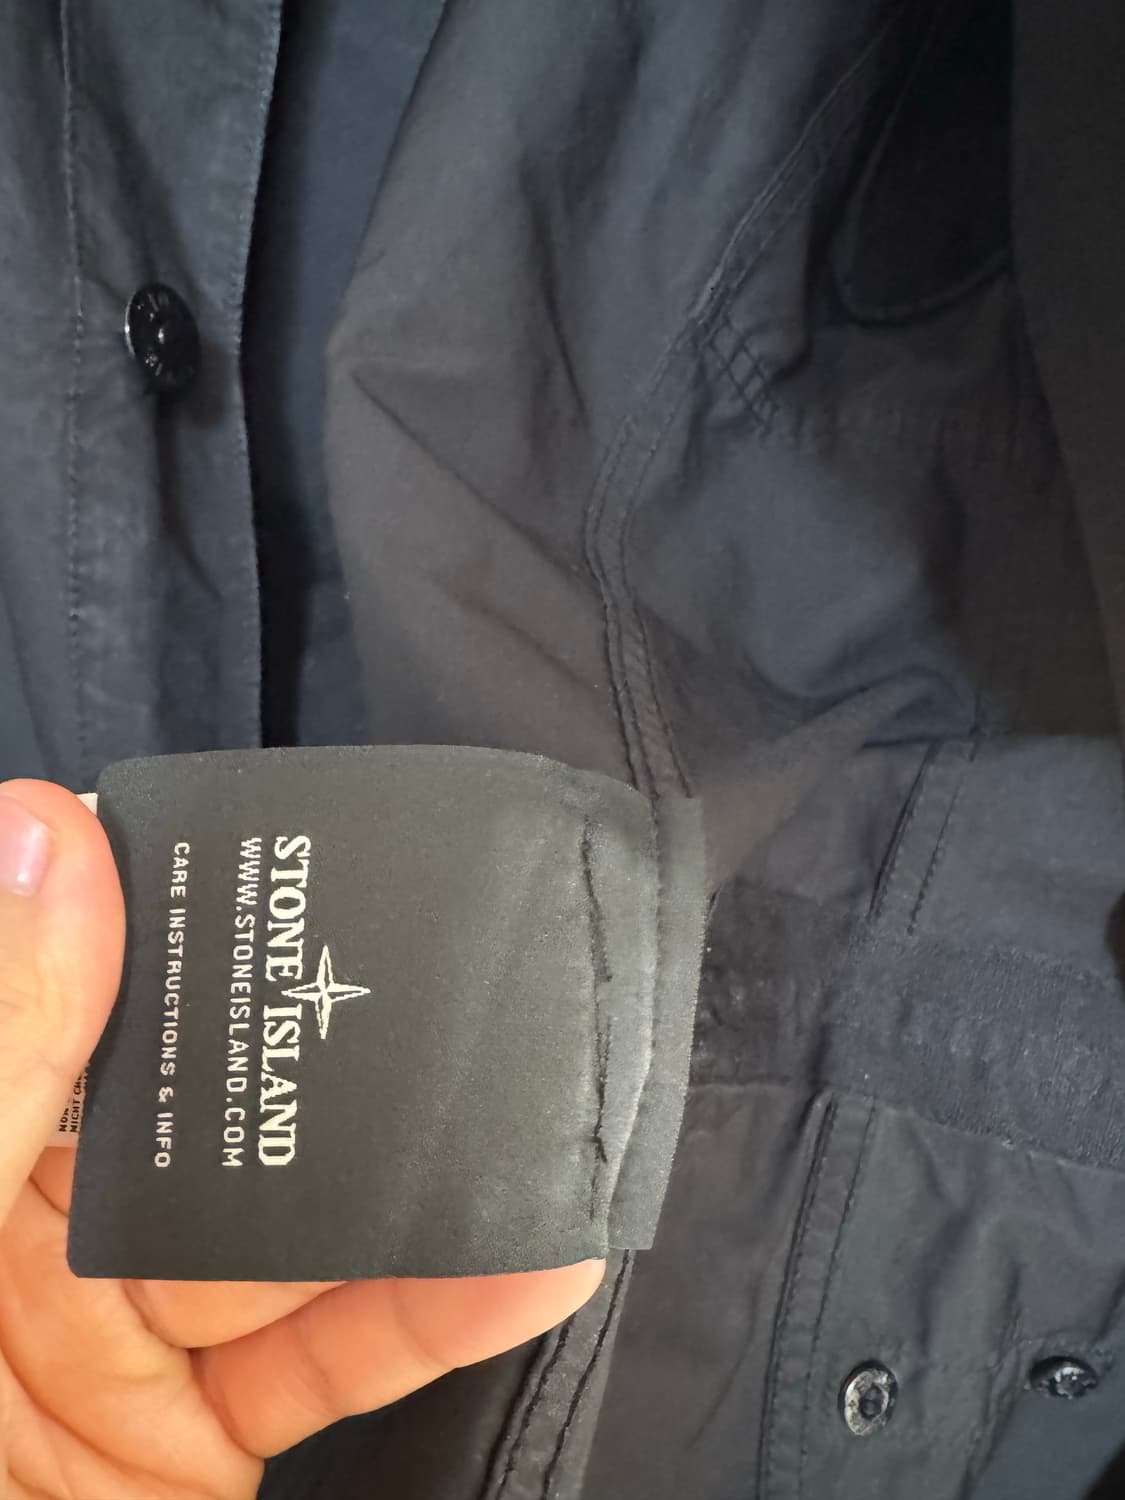 STONE ISLAND
WWW.STONEISLAND.COM
CARE INSTRUCTIONS & INFO